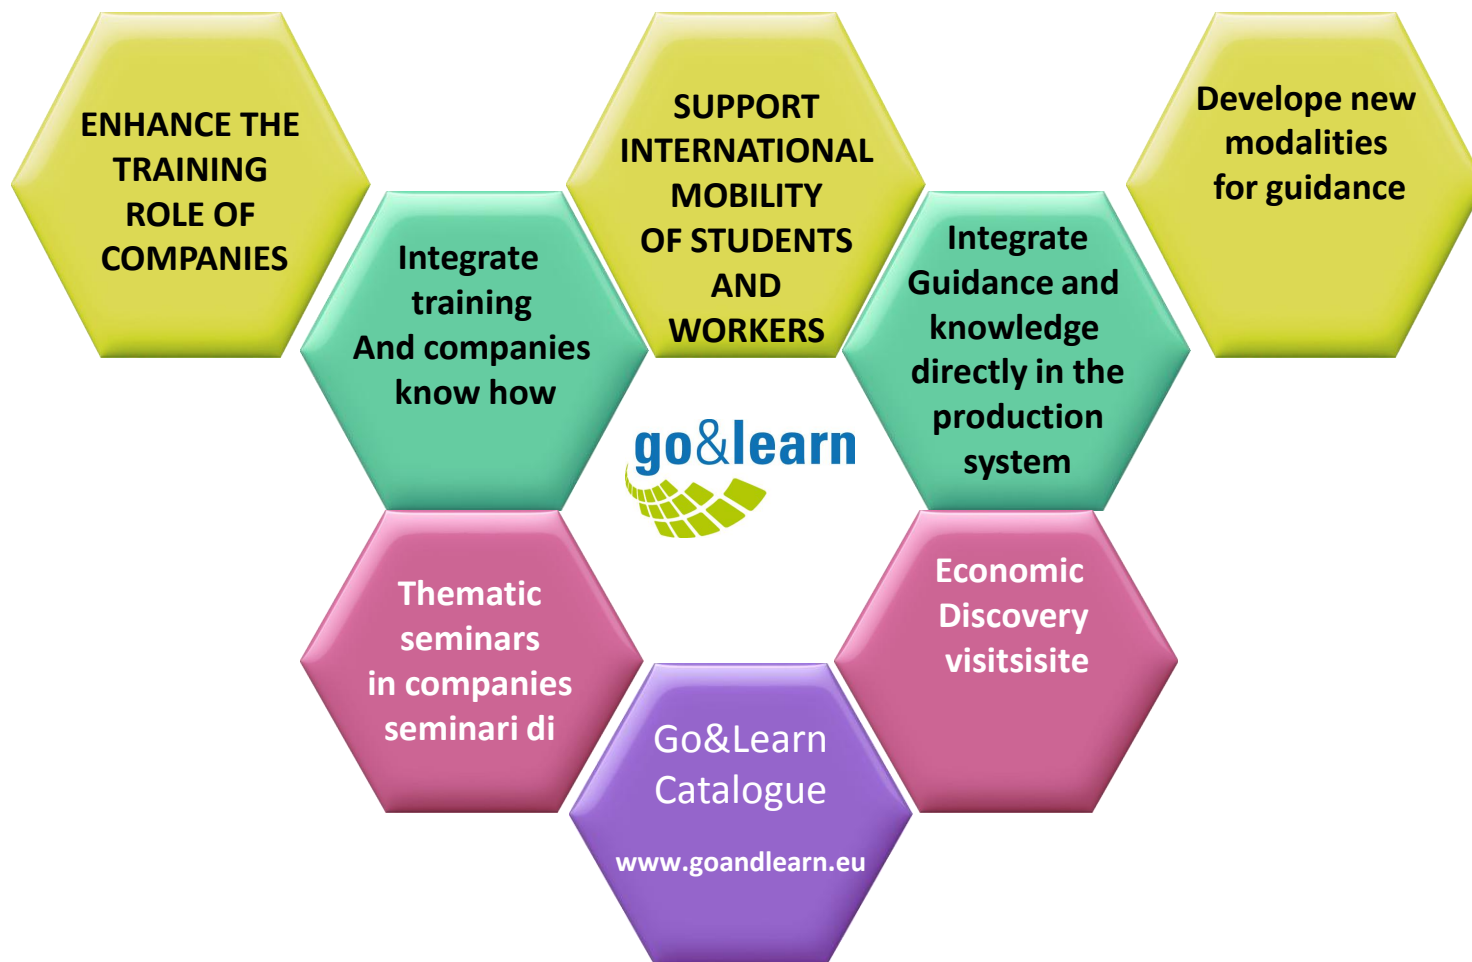 ENHANCE THE
TRAINING
ROLE OF
COMPANIES
SUPPORT
INTERNATIONAL
MOBILITY
OF STUDENTS
AND
WORKERS
Develope new
modalities
for guidance
Integrate
training
And companies
know how
Integrate
Guidance and
knowledge
directly in the
production
system
go&learn
Thematic
seminars
in companies
seminari di
Economic
Discovery
visitsisite
Go&Learn
Catalogue
www.goandlearn.eu